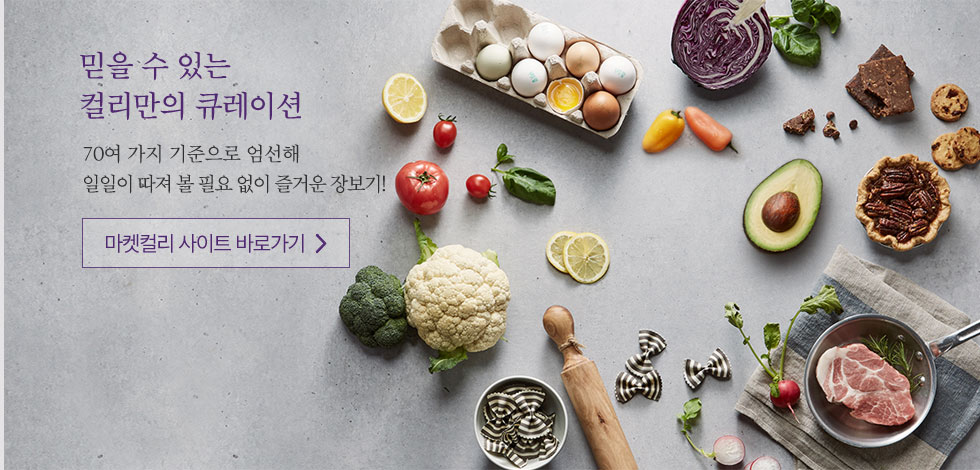 믿을 수 있는
컬리만의 큐레이션
70여 가지 기준으로 엄선해
일일이 따져 볼 필요 없이 즐거운 장보기!
마켓컬리 사이트 바로가기 >